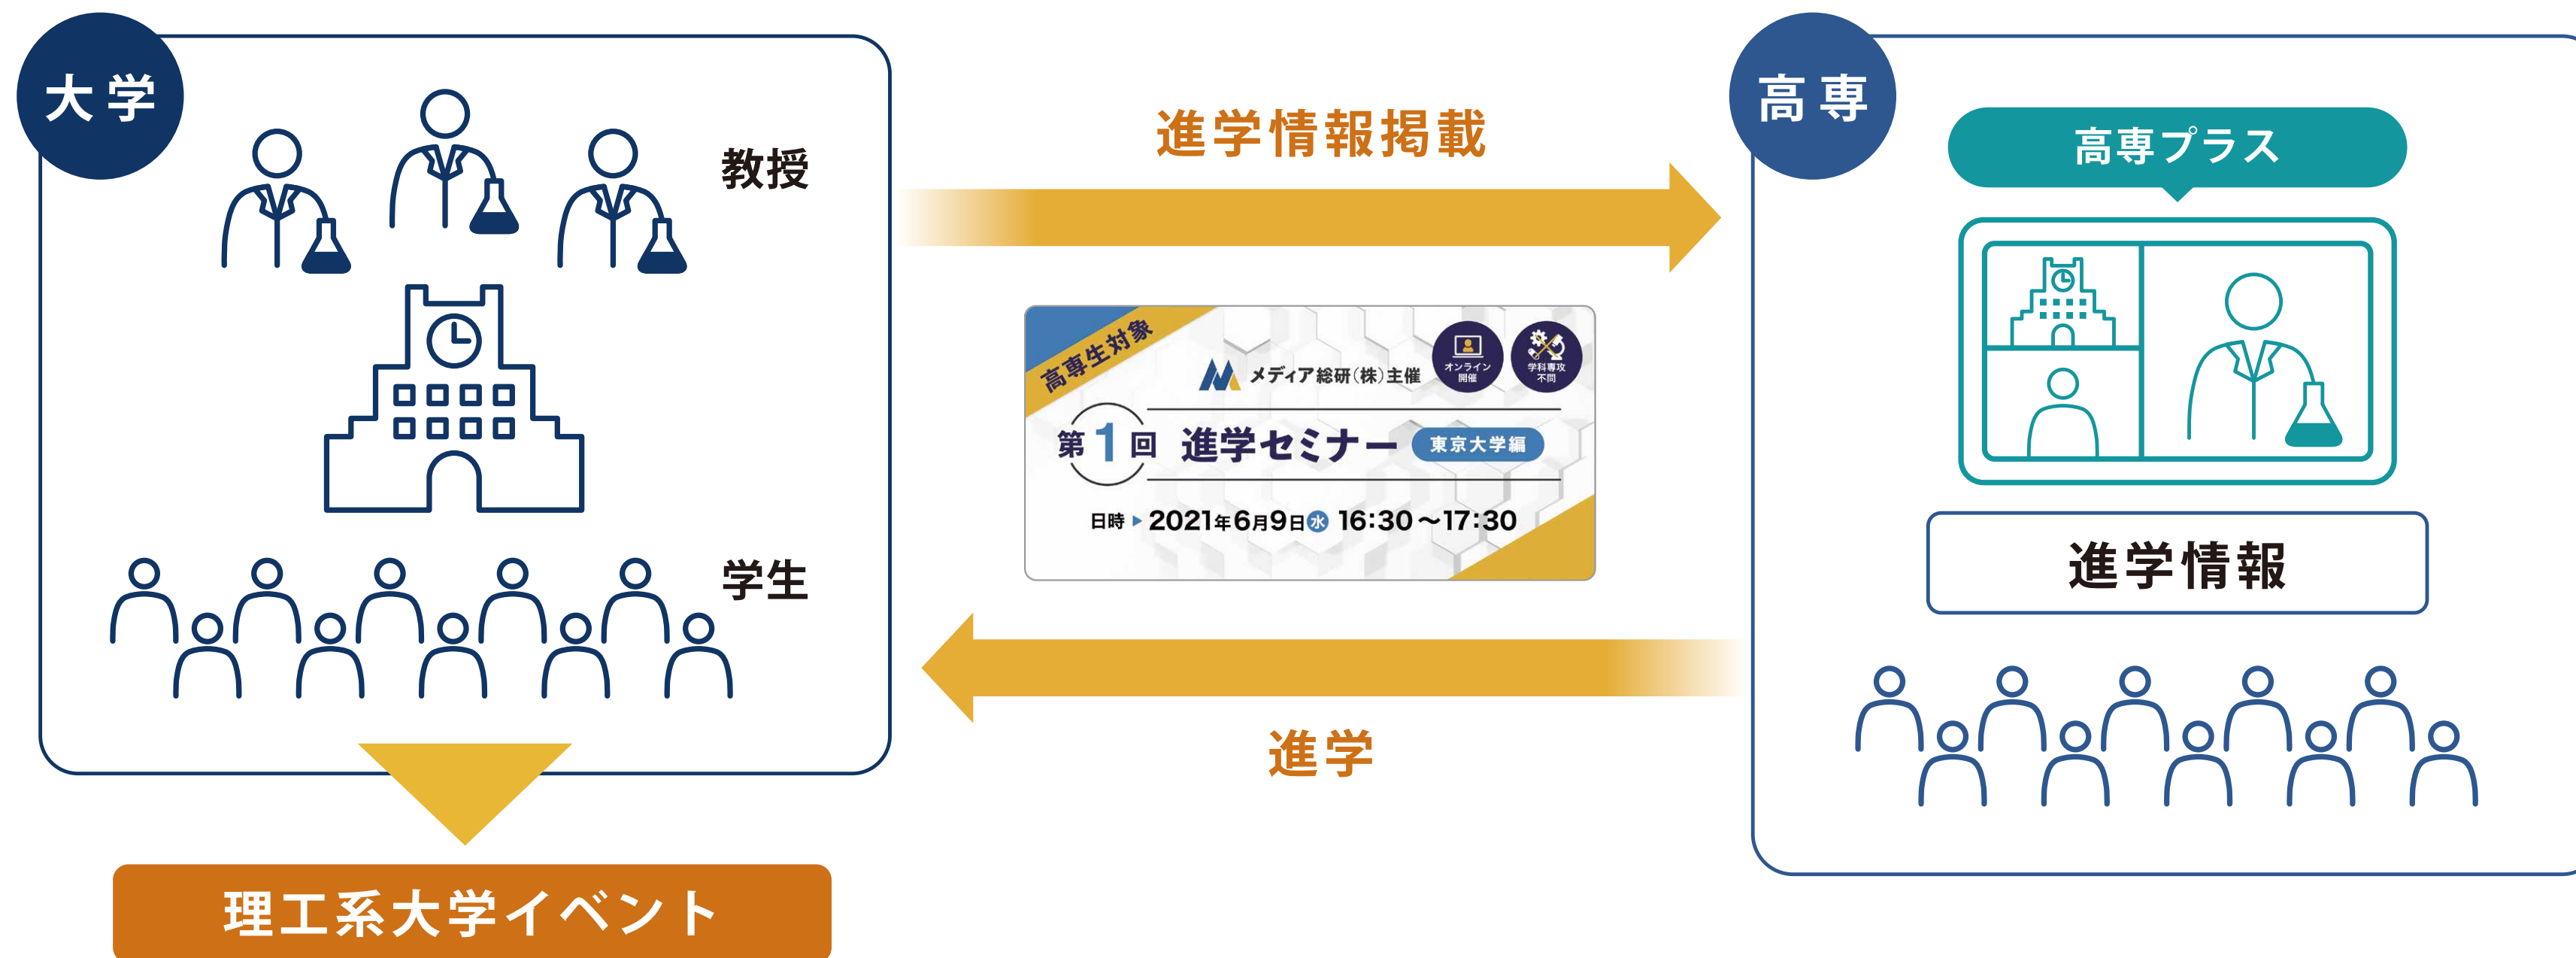 大学
教授
学生
理工系大学イベント
進学情報掲載
高専生対象
メディア総研(株)主催
オンライン
開催
学科専攻
不問
第1回 進学セミナー 東京大学編
日時 ▶ 2021年6月9日水 16:30〜17:30
進学
高専
高専プラス
進学情報